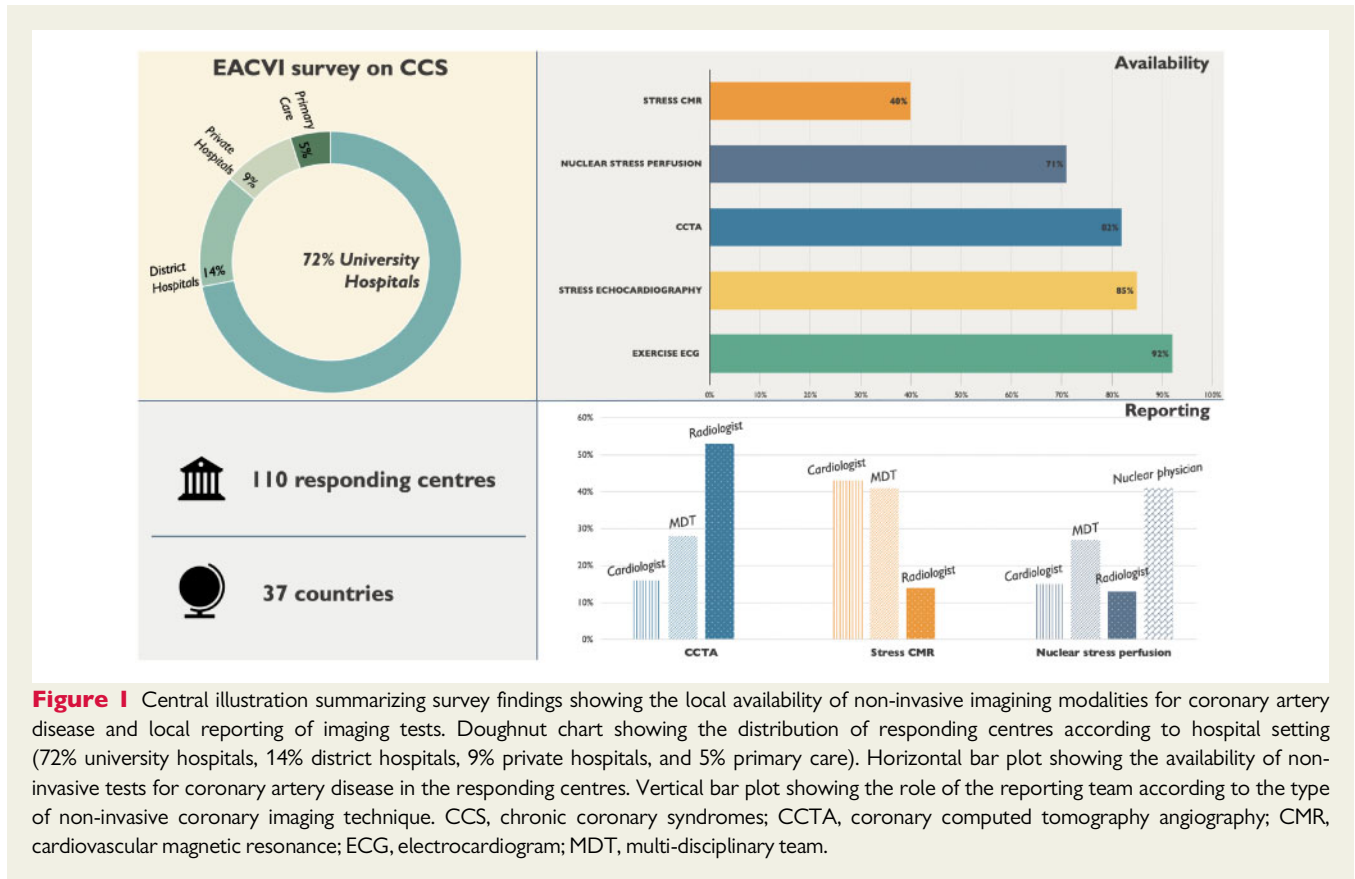 EACVI survey on CCS
Primary
Care
5%
Private
Hospitals
9%
District
Hospitals
14%
72% University
Hospitals
Availability
STRESS CMR
40%
NUCLEAR STRESS PERFUSION
71%
CCTA
82%
STRESS ECHOCARDIOGRAPHY
85%
EXERCISE ECG
92%
0% 10% 20% 30% 40% 50% 60% 70% 80% 90% 100%
110 responding centres
37 countries
Reporting
60%
50%
40%
30%
20%
10%
0%
Cardiologist
MDT
Radiologist
CCTA
Cardiologist
MDT
Radiologist
Stress CMR
Cardiologist
MDT
Radiologist
Nuclear physician
Nuclear stress perfusion
Figure 1 Central illustration summarizing survey findings showing the local availability of non-invasive imagining modalities for coronary artery
disease and local reporting of imaging tests. Doughnut chart showing the distribution of responding centres according to hospital setting
(72% university hospitals, 14% district hospitals, 9% private hospitals, and 5% primary care). Horizontal bar plot showing the availability of non-
invasive tests for coronary artery disease in the responding centres. Vertical bar plot showing the role of the reporting team according to the type
of non-invasive coronary imaging technique. CCS, chronic coronary syndromes; CCTA, coronary computed tomography angiography; CMR,
cardiovascular magnetic resonance; ECG, electrocardiogram; MDT, multi-disciplinary team.